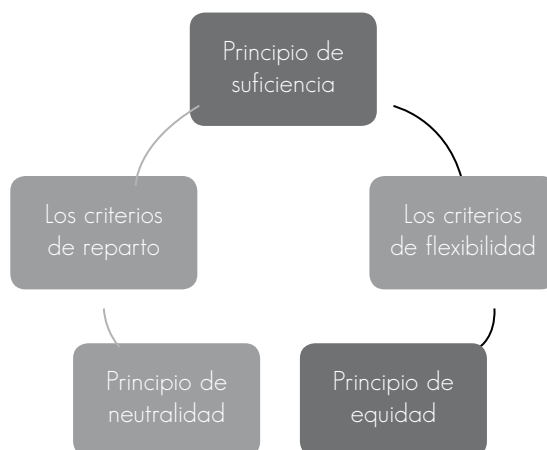 Principio de
suficiencia
Los criterios
de reparto
Los criterios
de flexibilidad
Principio de
neutralidad
Principio de
equidad